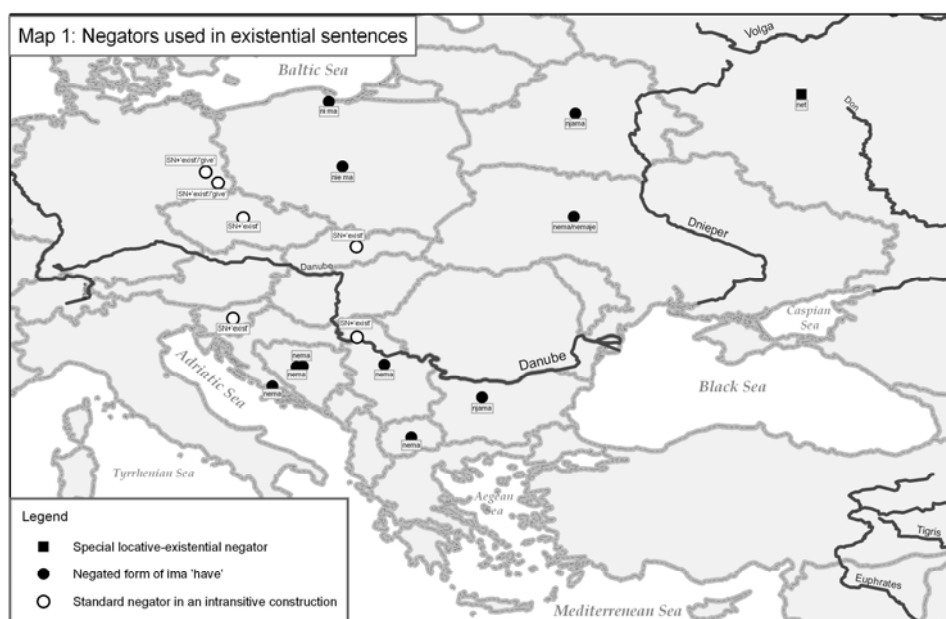 Map 1: Negators used in existential sentences
Volga
Baltic Sea
ni ma
net
Don
njama
SN+'exist'/'give'
nie ma
SN+'exist'/'give'
SN+'exist'
nema/nemaje
Dnieper
SN+'exist'
Danube
Caspian
Sea
SN+'exist'
SN+'exist'
Adriatic Sea
nema
nema
nema
Danube
Black Sea
nema
njama
nema
Tyrrhenian Sea
Aegean
Sea
Legend
Special locative-existential negator
Negated form of ima 'have'
Standard negator in an intransitive construction
Tigris
Euphrates
Mediterranean Sea